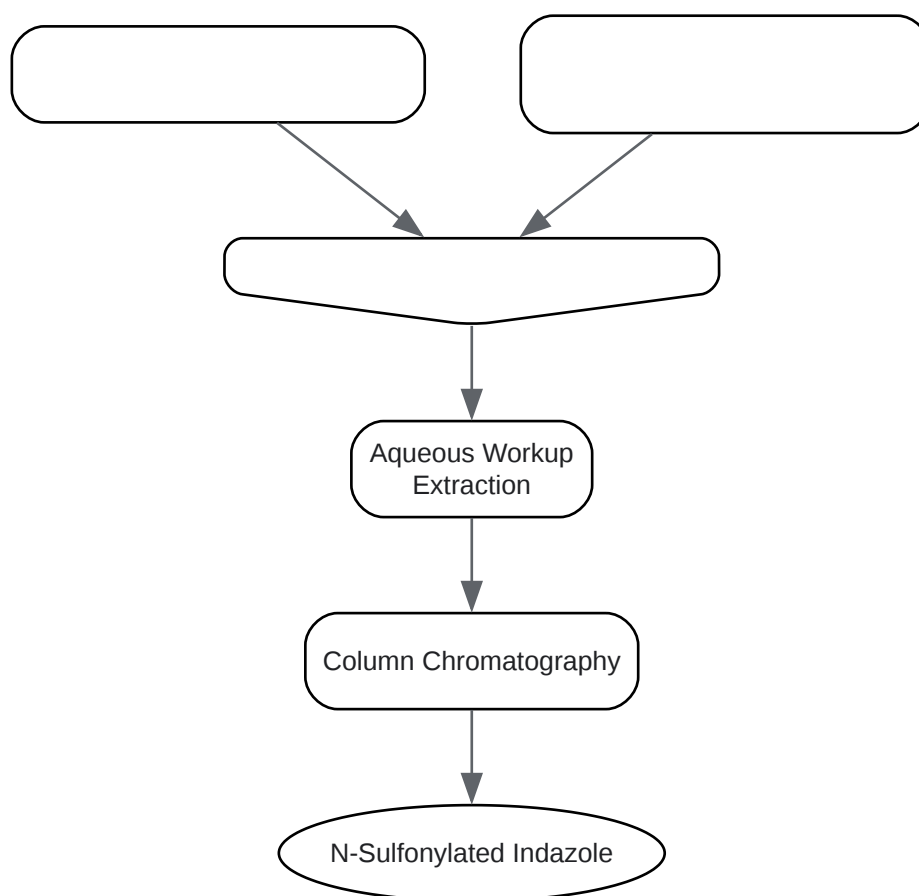 Aqueous Workup
Extraction
Column Chromatography
N-Sulfonylated Indazole